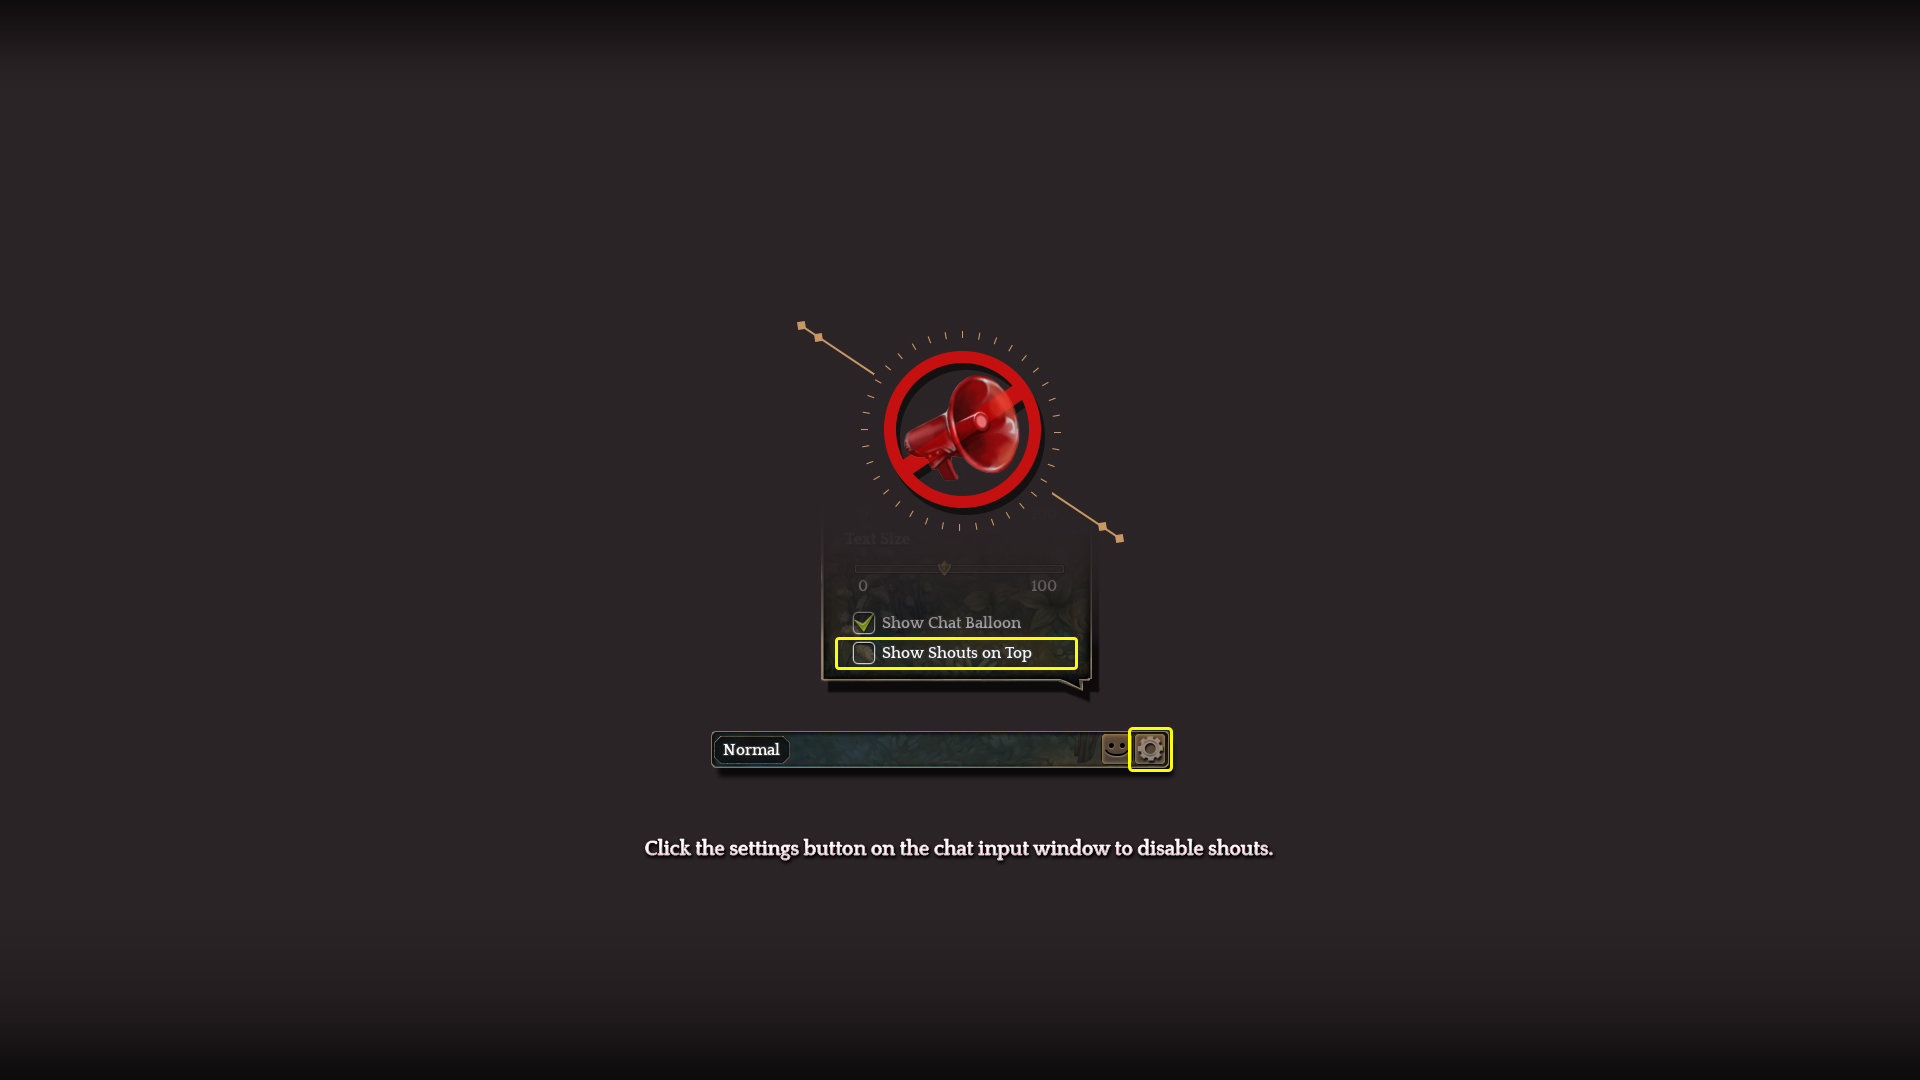 Text Size
0 100
Show Chat Balloon
Show Shouts on Top
Normal
Click the settings button on the chat input window to disable shouts.